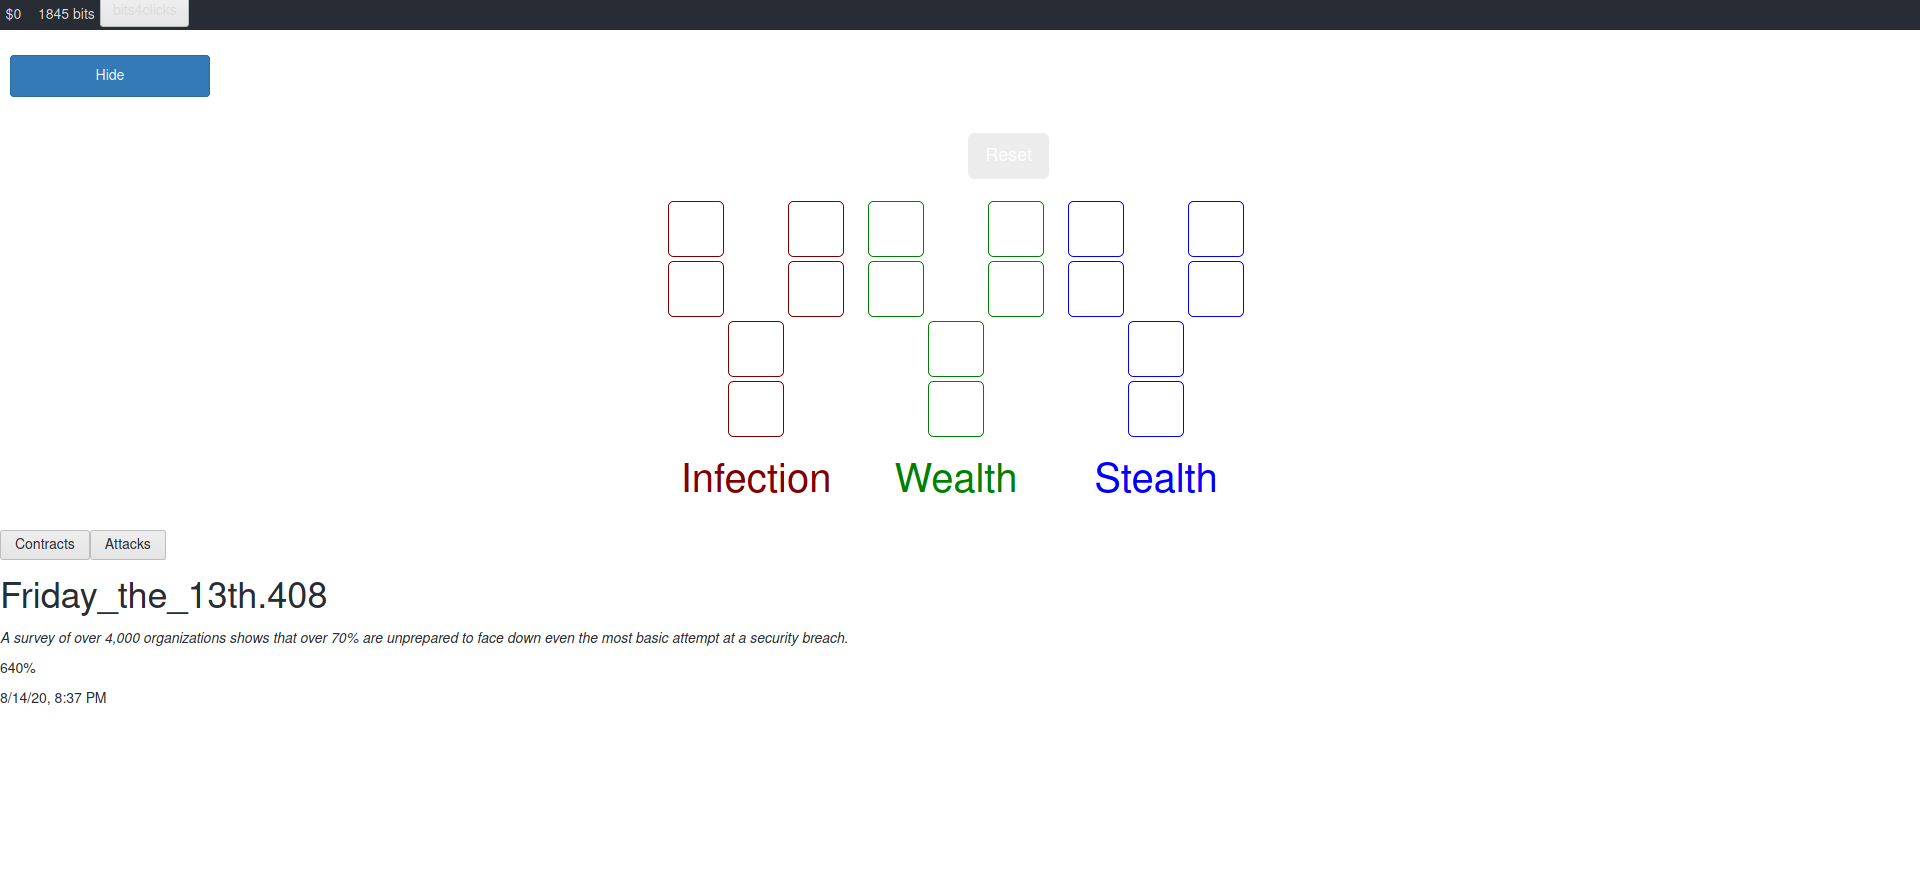 $0 1845 bits bits4clicks
Hide
Reset
Infection Wealth Stealth
Contracts Attacks
Friday_the_13th.408
A survey of over 4,000 organizations shows that over 70% are unprepared to face down even the most basic attempt at a security breach.
640%
8/14/20, 8:37 PM